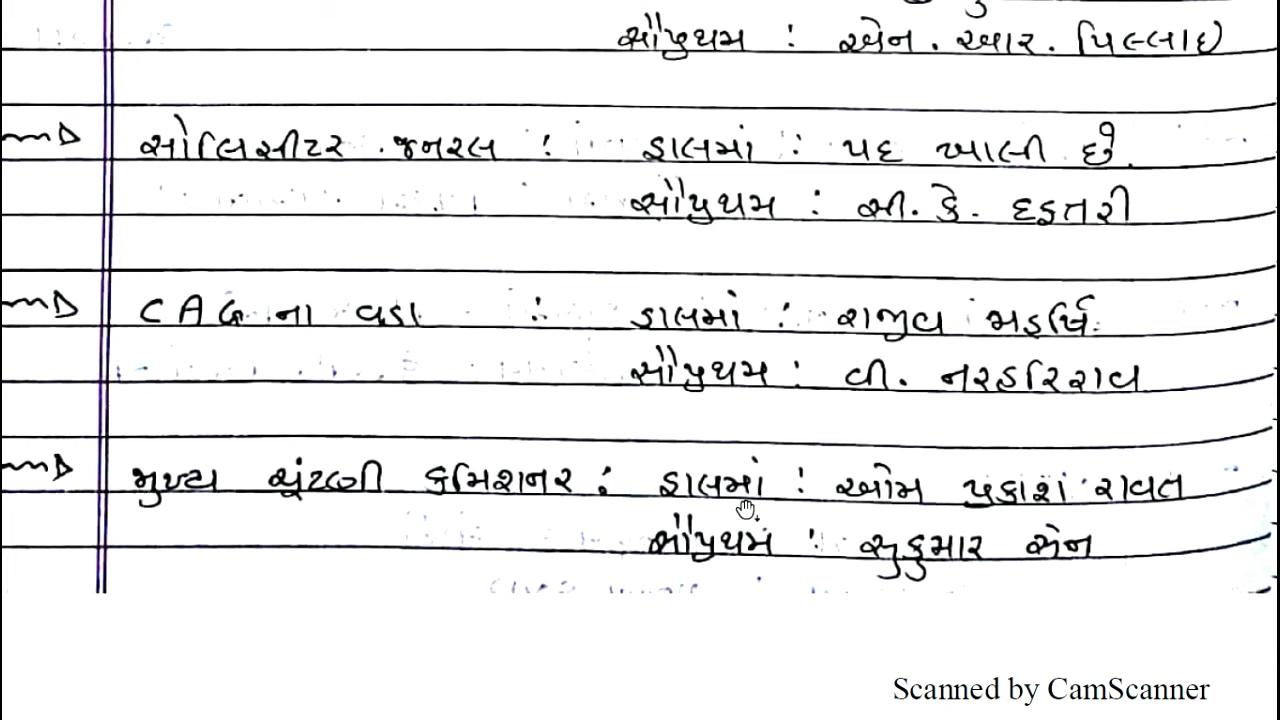 સૌપ્રથમ : એન. આર. પિલ્લાઇ
સોલિસીટર જનરલ : હાલમાં : પદ ખાલી છે.
સૌપ્રથમ : સી. કે. દફતરી
CAG ના વડા : હાલમાં : રાજીવ મહર્ષિ
સૌપ્રથમ : વી. નરહરિરાવ
મુખ્ય ચૂંટણી કમિશનર : હાલમાં : ઓમ પ્રકાશ રાવત
સૌપ્રથમ : સુકુમાર સેન
Scanned by CamScanner